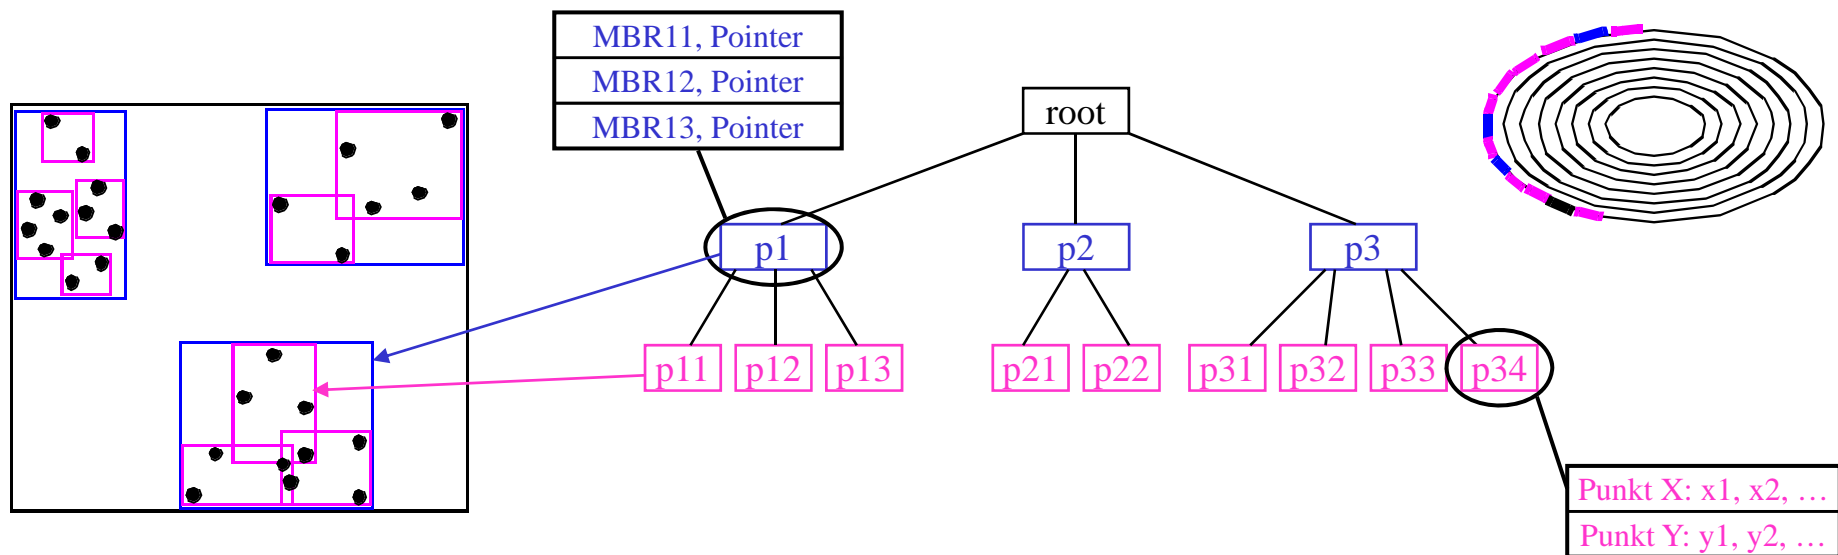 MBR11, Pointer
MBR12, Pointer
MBR13, Pointer
root
p1
p2
p3
p11
p12
p13
p21
p22
p31
p32
p33
p34
Punkt X: x1, x2, …
Punkt Y: y1, y2, …